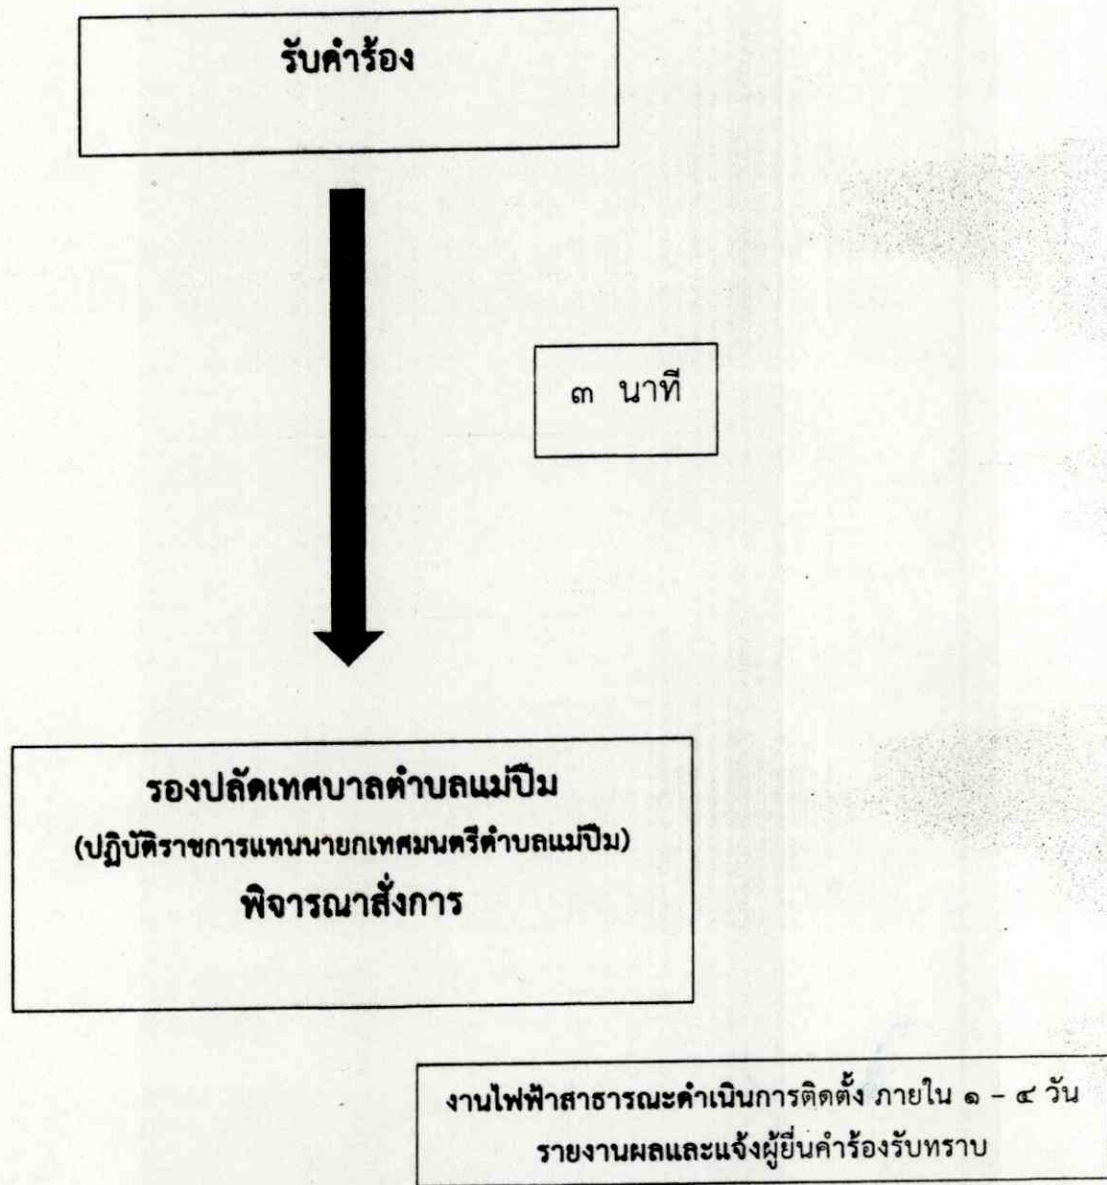 รับคำร้อง
๓ นาที
รองปลัดเทศบาลตำบลแม่ปืม
(ปฏิบัติราชการแทนนายกเทศมนตรีตำบลแม่ปืม)
พิจารณาสั่งการ
งานไฟฟ้าสาธารณะดำเนินการติดตั้ง ภายใน ๑ - ๔ วัน
รายงานผลและแจ้งผู้ยื่นคำร้องรับทราบ